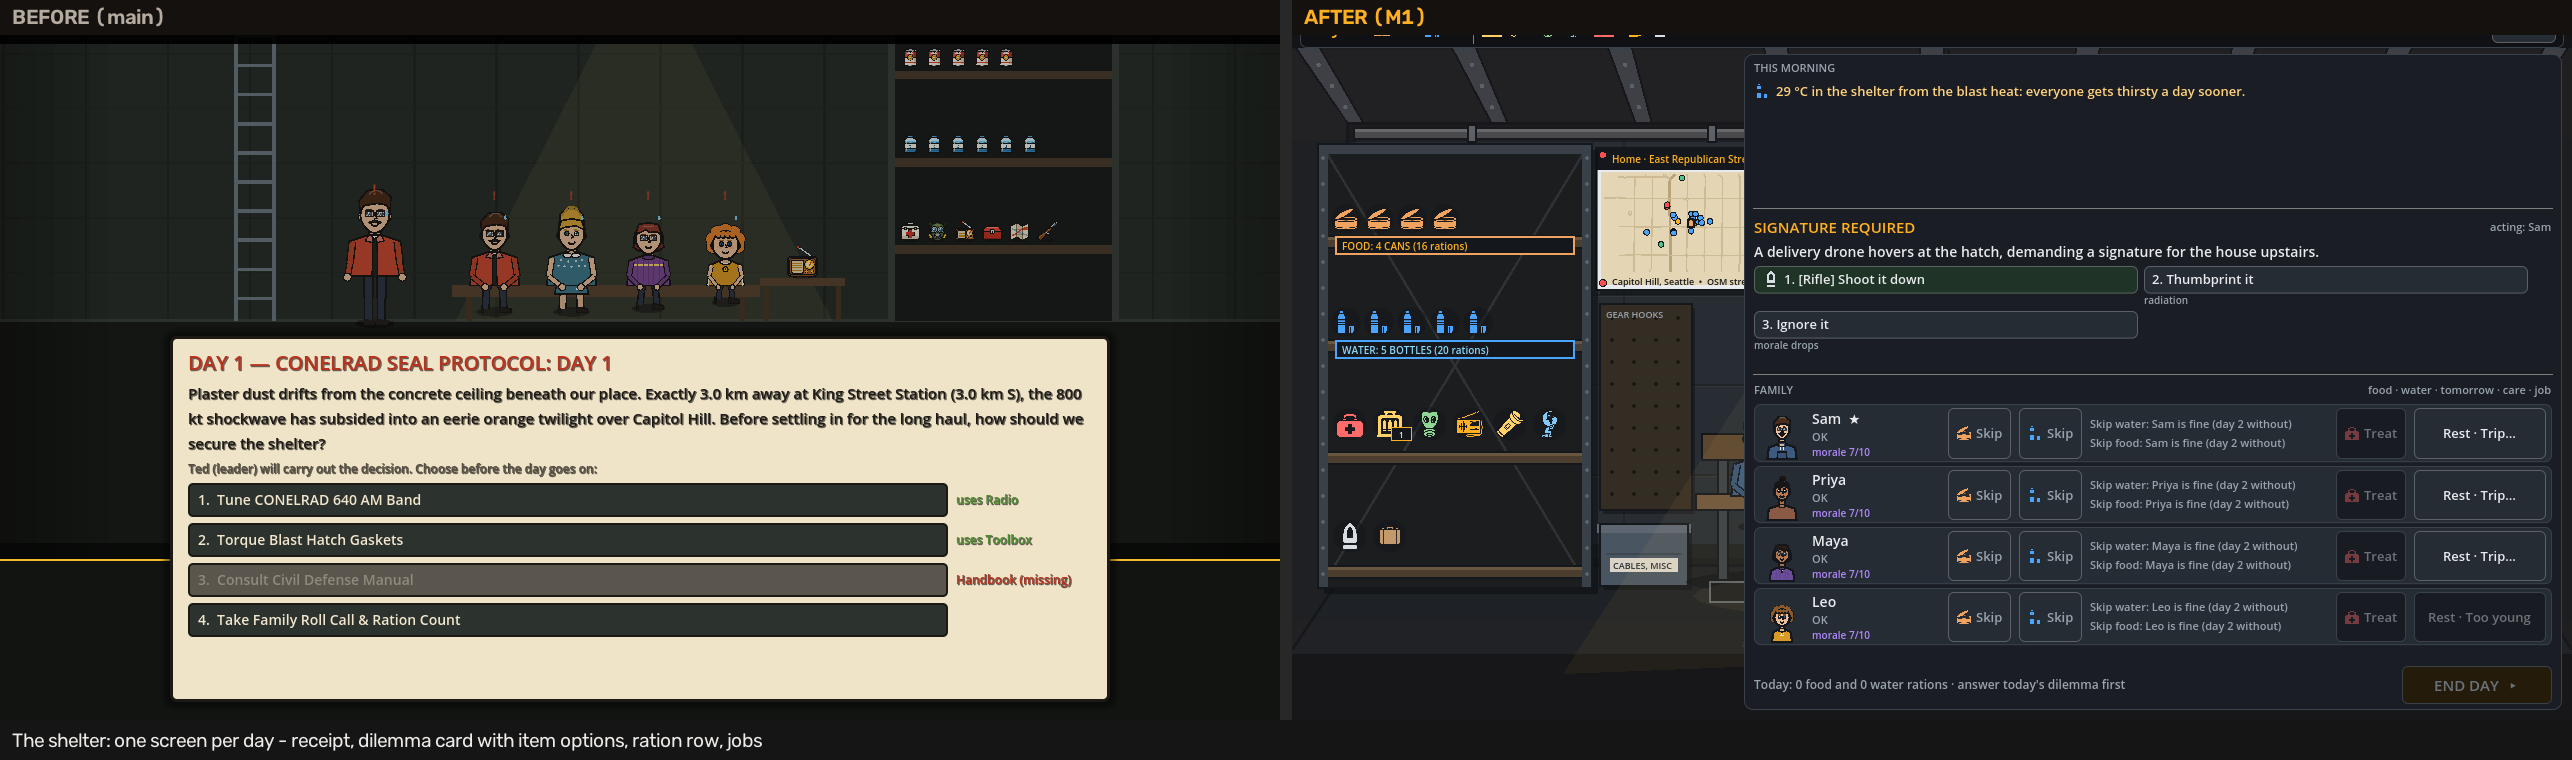 BEFORE (main)
DAY 1 — CONELRAD SEAL PROTOCOL: DAY 1
Plaster dust drifts from the concrete ceiling beneath our place. Exactly 3.0 km away at King Street Station (3.0 km S), the 800
kt shockwave has subsided into an eerie orange twilight over Capitol Hill. Before settling in for the long haul, how should we
secure the shelter?
Ted (leader) will carry out the decision. Choose before the day goes on:
1. Tune CONELRAD 640 AM Band
uses Radio
2. Torque Blast Hatch Gaskets
uses Toolbox
3. Consult Civil Defense Manual
Handbook (missing)
4. Take Family Roll Call & Ration Count
AFTER (M1)
FOOD: 4 CANS (16 rations)
WATER: 5 BOTTLES (20 rations)
1
Home · East Republican Stre
Capitol Hill, Seattle • OSM stre
GEAR HOOKS
CABLES, MISC
THIS MORNING
29 °C in the shelter from the blast heat: everyone gets thirsty a day sooner.
SIGNATURE REQUIRED
acting: Sam
A delivery drone hovers at the hatch, demanding a signature for the house upstairs.
1. [Rifle] Shoot it down
2. Thumbprint it
radiation
3. Ignore it
morale drops
FAMILY
food · water · tomorrow · care · job
Sam ★
OK
morale 7/10
Skip
Skip
Skip water: Sam is fine (day 2 without)
Skip food: Sam is fine (day 2 without)
Treat
Rest · Trip...
Priya
OK
morale 7/10
Skip
Skip
Skip water: Priya is fine (day 2 without)
Skip food: Priya is fine (day 2 without)
Treat
Rest · Trip...
Maya
OK
morale 7/10
Skip
Skip
Skip water: Maya is fine (day 2 without)
Skip food: Maya is fine (day 2 without)
Treat
Rest · Trip...
Leo
OK
morale 7/10
Skip
Skip
Skip water: Leo is fine (day 2 without)
Skip food: Leo is fine (day 2 without)
Treat
Rest · Too young
Today: 0 food and 0 water rations · answer today's dilemma first
END DAY ▸
The shelter: one screen per day - receipt, dilemma card with item options, ration row, jobs